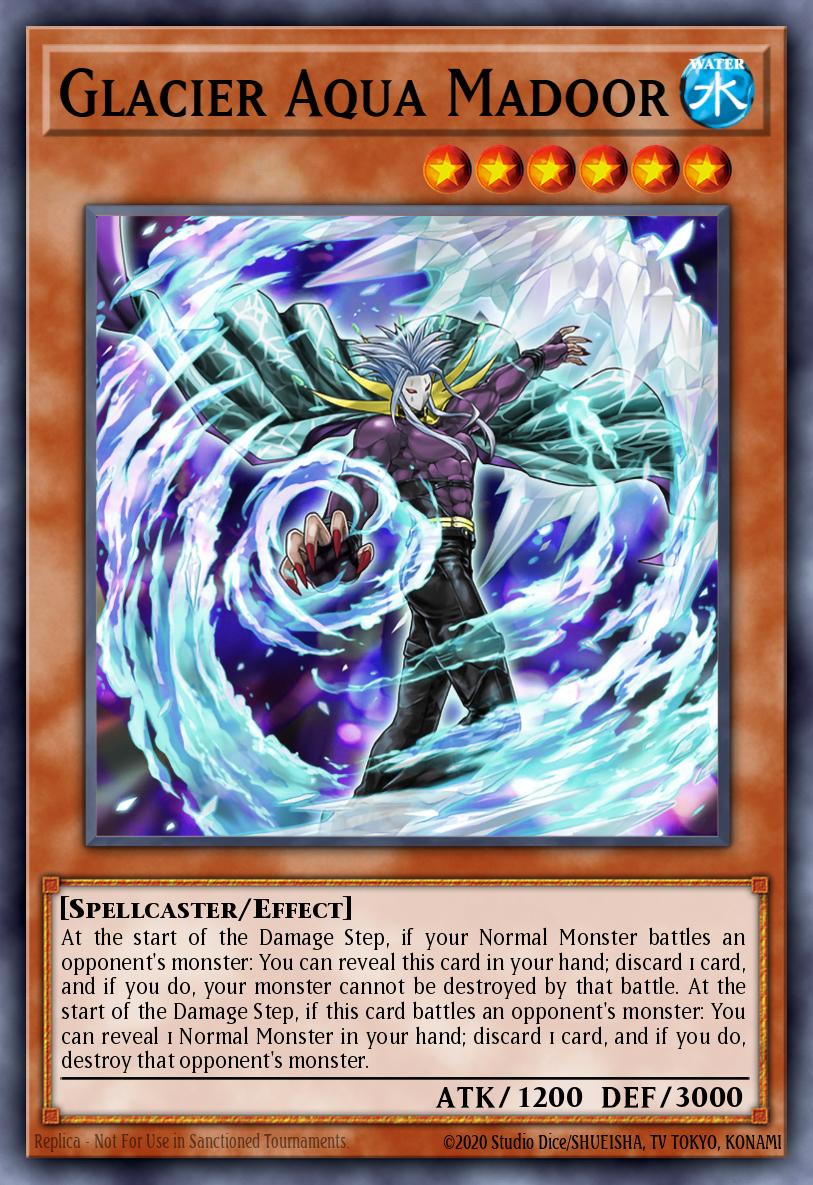 Glacier Aqua Madoor
WATER
水
[Spellcaster/Effect]
At the start of the Damage Step, if your Normal Monster battles an
opponent's monster: You can reveal this card in your hand; discard 1 card,
and if you do, your monster cannot be destroyed by that battle. At the
start of the Damage Step, if this card battles an opponent's monster: You
can reveal 1 Normal Monster in your hand; discard 1 card, and if you do,
destroy that opponent's monster.
ATK/1200 DEF/3000
Replica - Not For Use in Sanctioned Tournaments.
©2020 Studio Dice/SHUEISHA, TV TOKYO, KONAMI